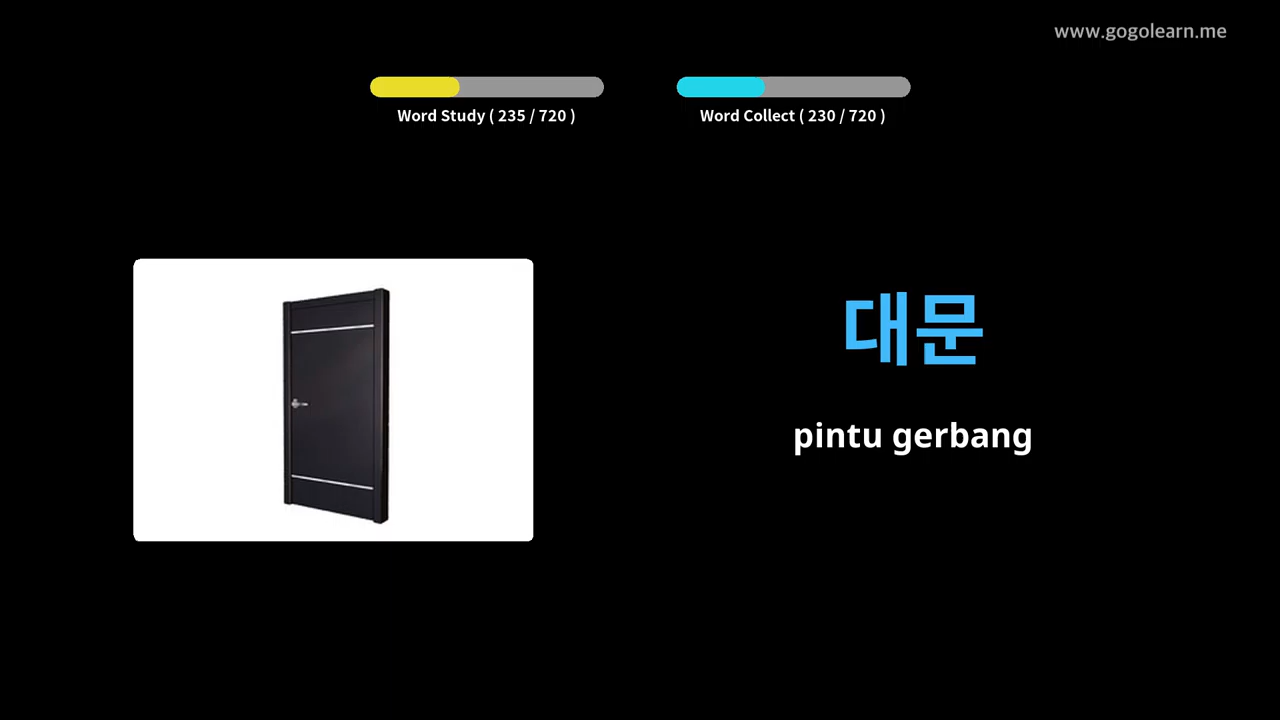 www.gogolearn.me
Word Study ( 235 / 720 )
Word Collect ( 230 / 720 )
대문
pintu gerbang